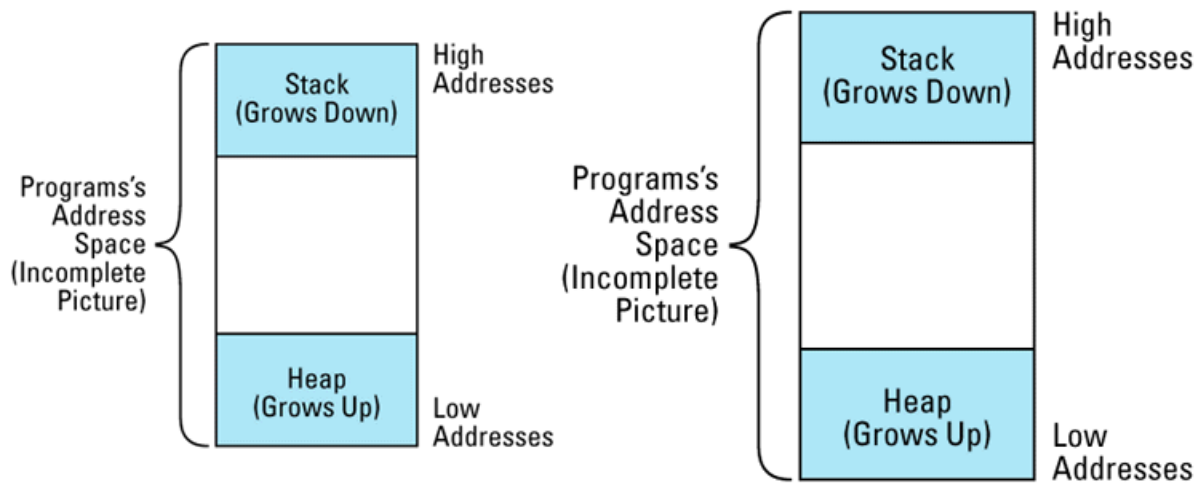 Stack
(Grows Down)
High
Addresses
Programs's
Address
Space
(Incomplete
Picture)
Heap
(Grows Up)
Low
Addresses
Stack
(Grows Down)
High
Addresses
Programs's
Address
Space
(Incomplete
Picture)
Heap
(Grows Up)
Low
Addresses